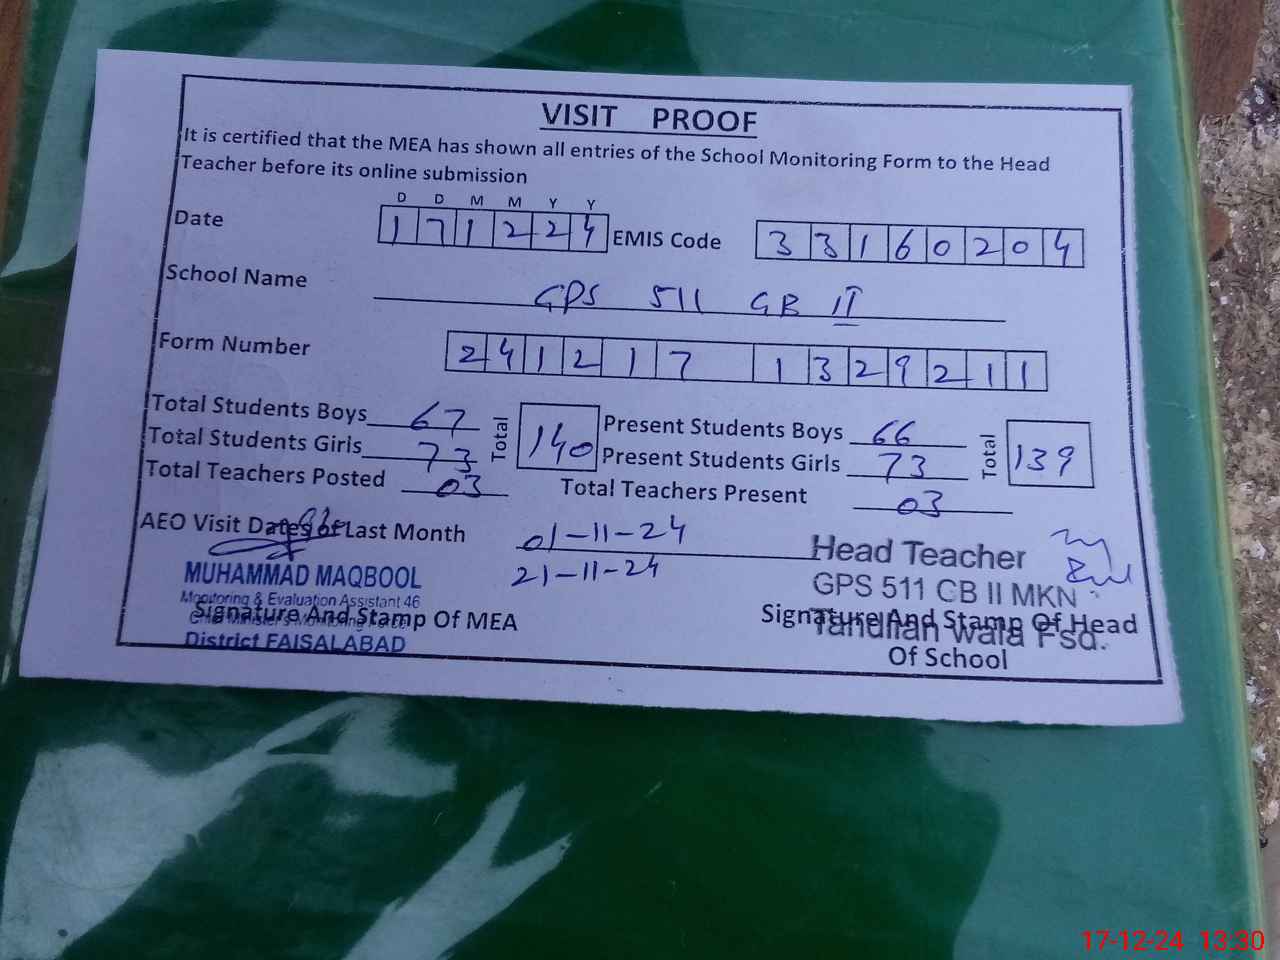 VISIT PROOF
It is certified that the MEA has shown all entries of the School Monitoring Form to the Head
Teacher before its online submission
D D M M Y Y
Date 1 7 1 2 2 4 EMIS Code 3 3 1 6 0 2 0 4
School Name GPS 511 GB II
Form Number 2 4 1 2 1 7 1 3 2 9 2 1 1
Total Students Boys 67 Total 140 Present Students Boys 66 Total 139
Total Students Girls 73 Present Students Girls 73
Total Teachers Posted 03 Total Teachers Present 03
AEO Visit Dates of Last Month 01-11-24
21-11-24
MUHAMMAD MAQBOOL
Monitoring & Evaluation Assistant 46
Chief Minister's Monitoring
District FAISALABAD
Signature And Stamp Of MEA
Head Teacher
GPS 511 GB II MKN
Tandlian wala Fsd.
Signature And Stamp Of Head
Of School
17-12-24 13:30